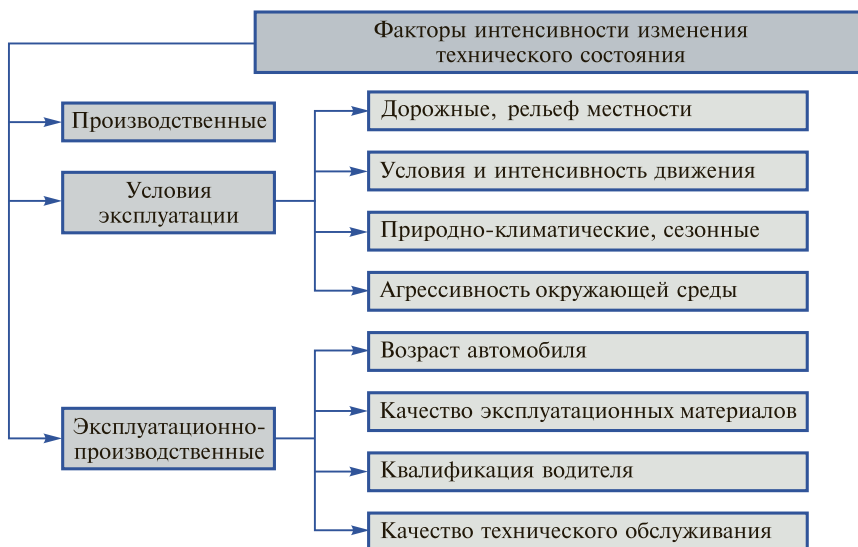 Факторы интенсивности изменения
технического состояния
Производственные
Условия
эксплуатации
Дорожные, рельеф местности
Условия и интенсивность движения
Природно-климатические, сезонные
Агрессивность окружающей среды
Эксплуатационно-
производственные
Возраст автомобиля
Качество эксплуатационных материалов
Квалификация водителя
Качество технического обслуживания